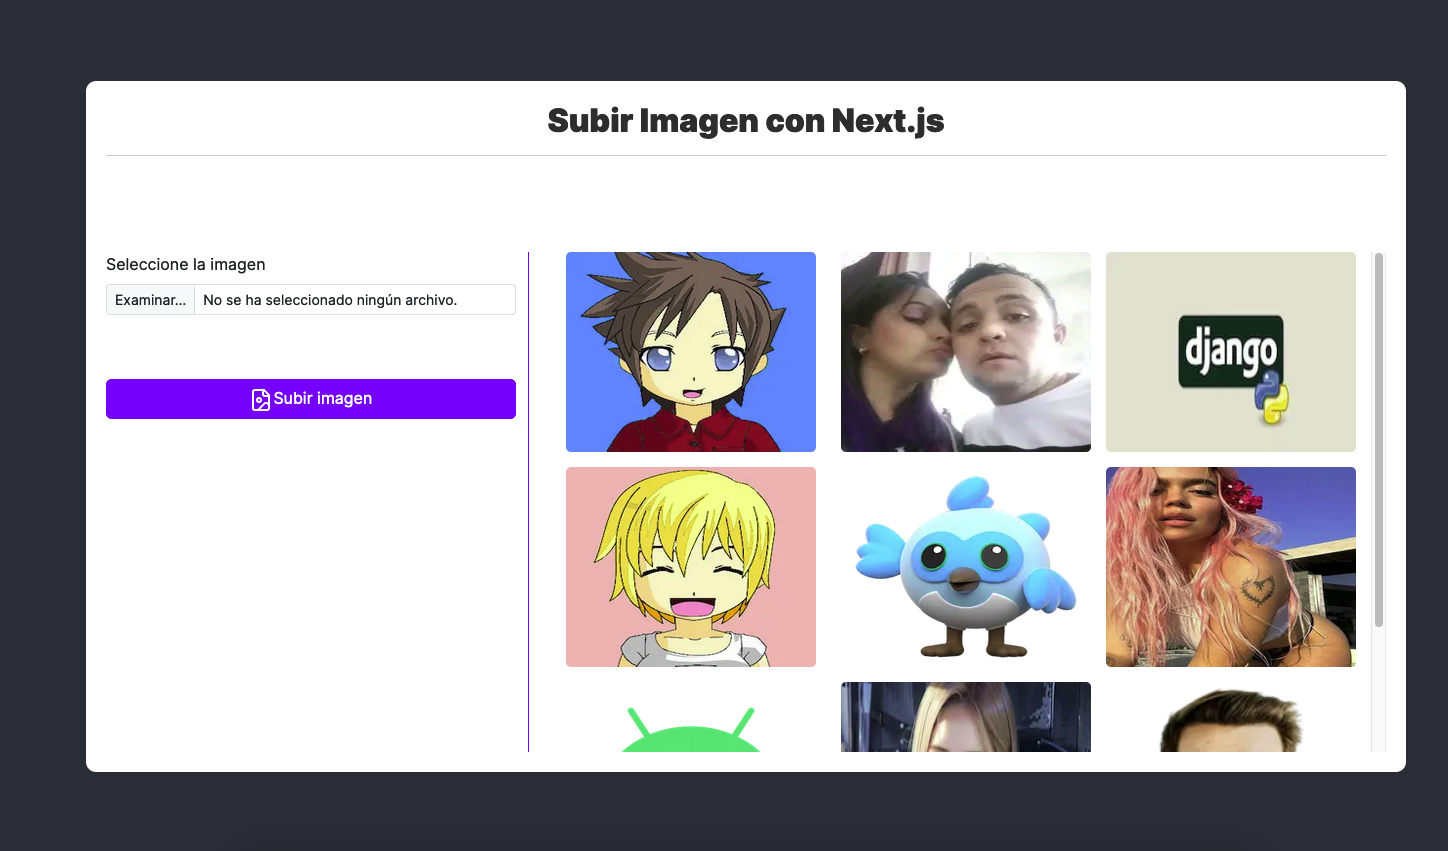 Subir Imagen con Next.js
Seleccione la imagen
Examinar... No se ha seleccionado ningún archivo.
Subir imagen
django